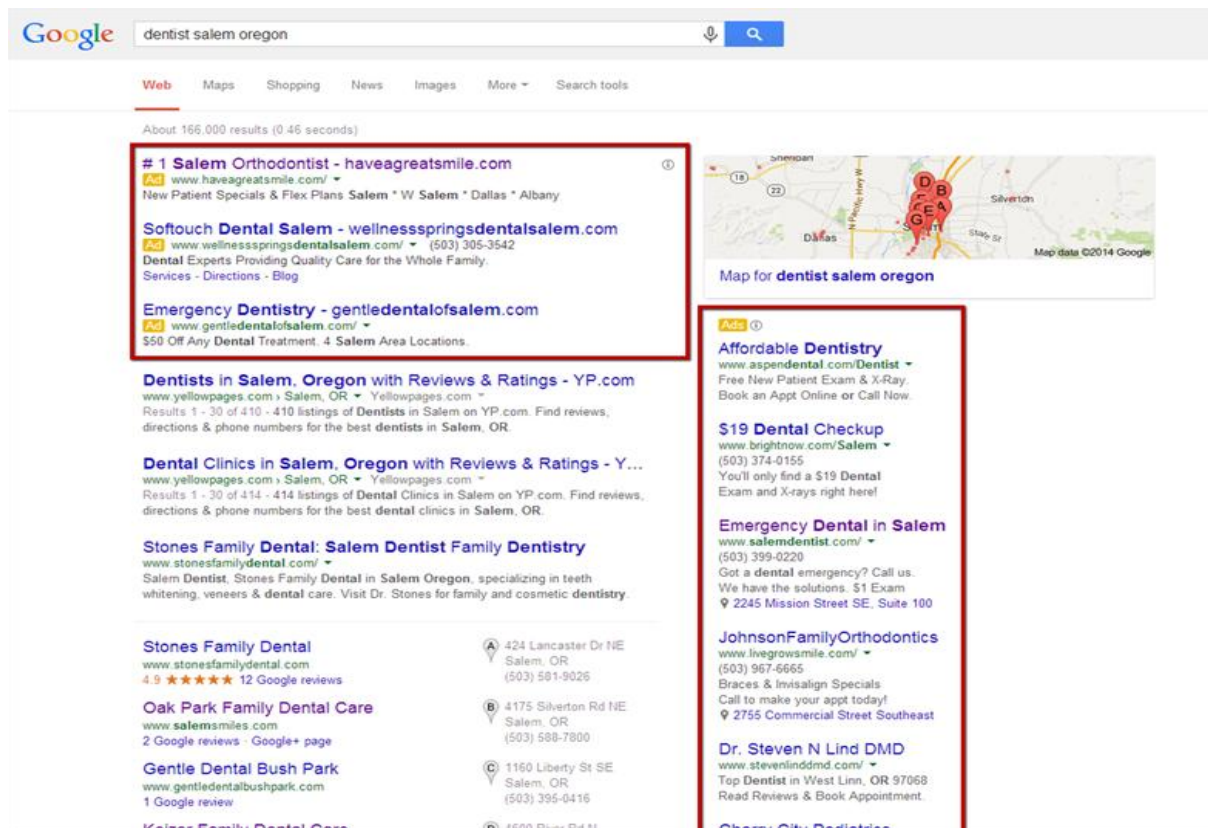 Google
dentist salem oregon
Web Maps Shopping News Images More Search tools
About 166,000 results (0.46 seconds)
# 1 Salem Orthodontist - haveagreatsmile.com
Ad www.haveagreatsmile.com/
New Patient Specials & Flex Plans Salem * W Salem * Dallas * Albany
Softouch Dental Salem - wellnessspringsdentalsalem.com
Ad www.wellnessspringsdentalsalem.com/ (503) 305-3542
Dental Experts Providing Quality Care for the Whole Family.
Services - Directions - Blog
Emergency Dentistry - gentledentalofsalem.com
Ad www.gentledentalofsalem.com/
$50 Off Any Dental Treatment. 4 Salem Area Locations.
Dentists in Salem, Oregon with Reviews & Ratings - YP.com
www.yellowpages.com › Salem, OR Yellowpages.com
Results 1 - 30 of 410 - 410 listings of Dentists in Salem on YP.com. Find reviews,
directions & phone numbers for the best dentists in Salem, OR.
Dental Clinics in Salem, Oregon with Reviews & Ratings - Y...
www.yellowpages.com › Salem, OR Yellowpages.com
Results 1 - 30 of 414 - 414 listings of Dental Clinics in Salem on YP.com. Find reviews,
directions & phone numbers for the best dental clinics in Salem, OR.
Stones Family Dental: Salem Dentist Family Dentistry
www.stonesfamilydental.com/
Salem Dentist, Stones Family Dental in Salem Oregon, specializing in teeth
whitening, veneers & dental care. Visit Dr. Stones for family and cosmetic dentistry.
Stones Family Dental
www.stonesfamilydental.com
4.9 ★★★★★ 12 Google reviews
A 424 Lancaster Dr NE
Salem, OR
(503) 581-9026
Oak Park Family Dental Care
www.salemsmiles.com
2 Google reviews · Google+ page
B 4175 Silverton Rd NE
Salem, OR
(503) 588-7800
Gentle Dental Bush Park
www.gentledentalbushpark.com
1 Google review
C 1160 Liberty St SE
Salem, OR
(503) 395-0416
Keizer Family Dental Care
D
Sheridan
18
22
N Pacific Hwy W
Silverton
Dallas
State St
D
B
E
A
G
Map data ©2014 Google
Map for dentist salem oregon
Ads
Affordable Dentistry
www.aspendental.com/Dentist
Free New Patient Exam & X-Ray.
Book an Appt Online or Call Now.
$19 Dental Checkup
www.brightnow.com/Salem
(503) 374-0155
You'll only find a $19 Dental
Exam and X-rays right here!
Emergency Dental in Salem
www.salemdentist.com/
(503) 399-0220
Got a dental emergency? Call us.
We have the solutions. $1 Exam
2245 Mission Street SE, Suite 100
JohnsonFamilyOrthodontics
www.livegrowsmile.com/
(503) 967-6665
Braces & Invisalign Specials
Call to make your appt today!
2755 Commercial Street Southeast
Dr. Steven N Lind DMD
www.stevenlinddmd.com/
Top Dentist in West Linn, OR 97068
Read Reviews & Book Appointment.
Cherry City Pediatrics